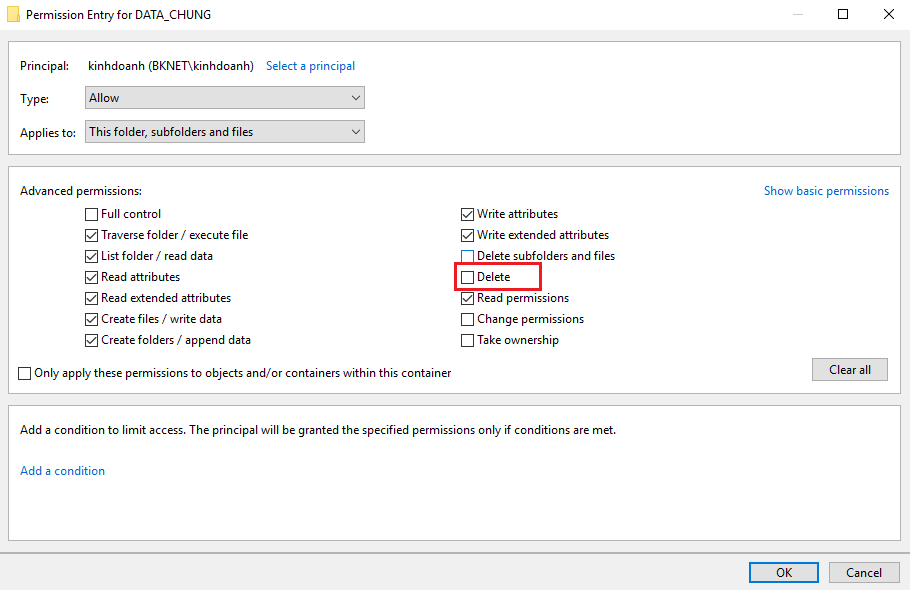 Permission Entry for DATA_CHUNG
Principal: kinhdoanh (BKNET\kinhdoanh) Select a principal
Type: Allow
Applies to: This folder, subfolders and files
Advanced permissions: Show basic permissions
Full control
Traverse folder / execute file
List folder / read data
Read attributes
Read extended attributes
Create files / write data
Create folders / append data
Write attributes
Write extended attributes
Delete subfolders and files
Delete
Read permissions
Change permissions
Take ownership
Only apply these permissions to objects and/or containers within this container
Clear all
Add a condition to limit access. The principal will be granted the specified permissions only if conditions are met.
Add a condition
OK Cancel